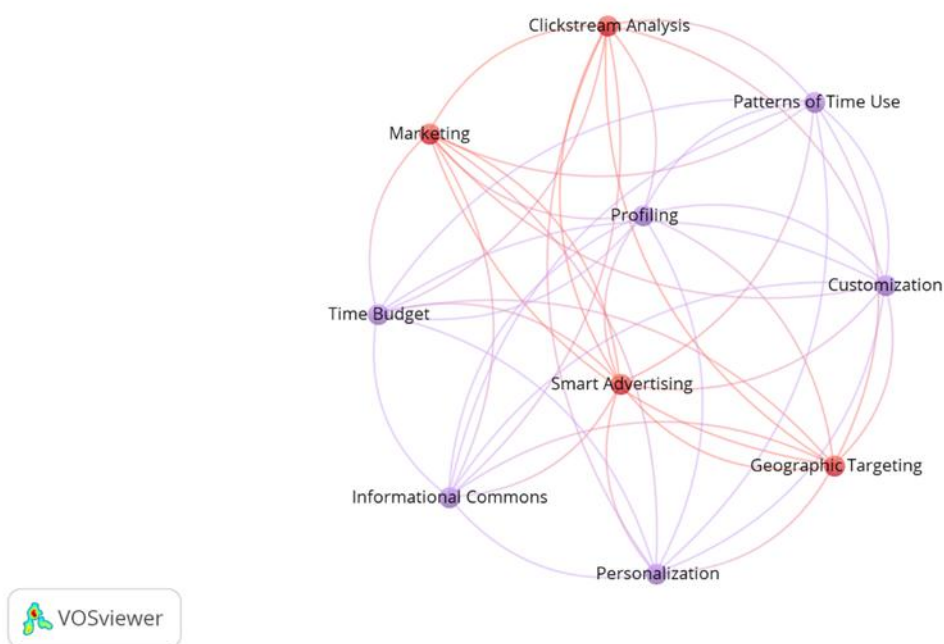 Clickstream Analysis
Patterns of Time Use
Marketing
Profiling
Customization
Time Budget
Smart Advertising
Geographic Targeting
Informational Commons
Personalization
VOSviewer